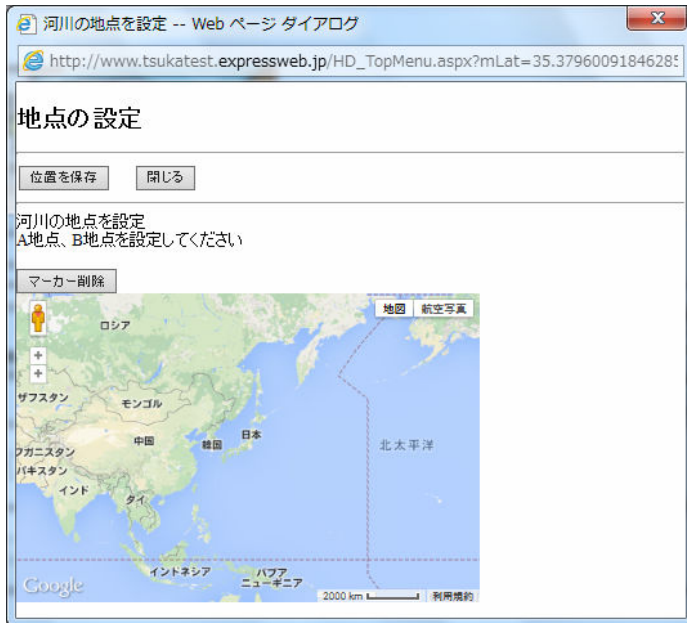 河川の地点を設定 -- Web ページ ダイアログ
x
http://www.tsukatest.expressweb.jp/HD_TopMenu.aspx?mLat=35.37960091846285
地点の設定
位置を保存 閉じる
河川の地点を設定
A地点、B地点を設定してください
マーカー削除
地図 航空写真
ロシア
+
+
ザフスタン
モンゴル
日本
中国 韓国
北太平洋
フガニスタン
パキスタン
インド
タイ
インドネシア
パプア
ニューギニア
Google
2000 km 利用規約